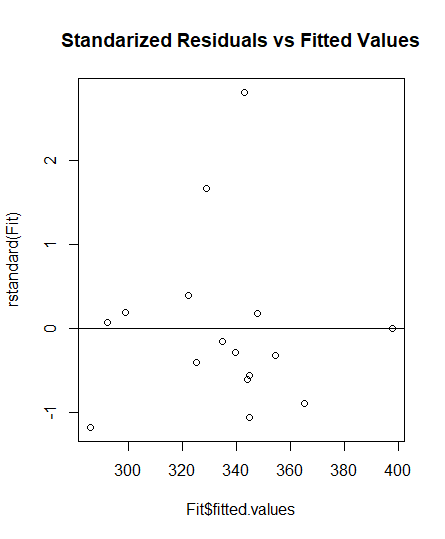 Standarized Residuals vs Fitted Values
rstandard(Fit)
2
1
0
-1
300 320 340 360 380 400
Fit$fitted.values